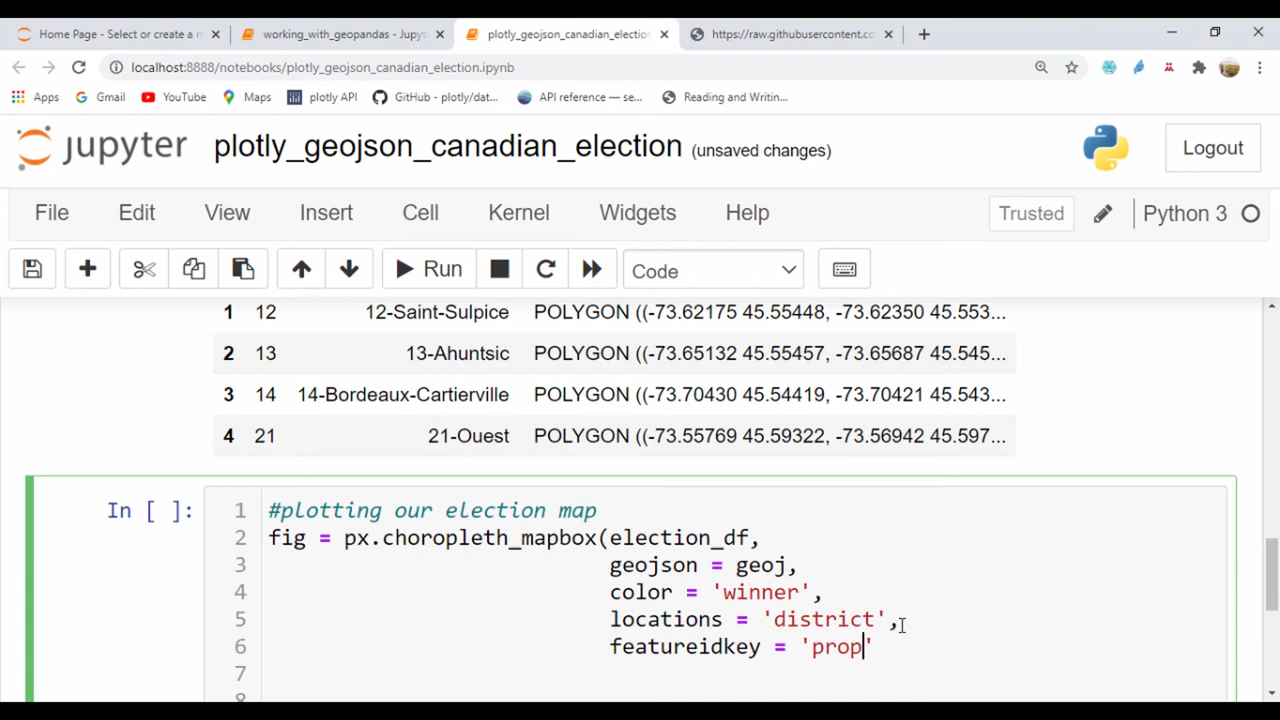 Home Page - Select or create a n
working_with_geopandas - Jupyt
plotly_geojson_canadian_election
https://raw.githubusercontent.co
localhost:8888/notebooks/plotly_geojson_canadian_election.ipynb
Apps Gmail YouTube Maps plotly API GitHub - plotly/dat... API reference — se... Reading and Writin...
jupyter plotly_geojson_canadian_election (unsaved changes) Logout
File Edit View Insert Cell Kernel Widgets Help Trusted Python 3
Run Code
1 12 12-Saint-Sulpice POLYGON ((-73.62175 45.55448, -73.62350 45.553...
2 13 13-Ahuntsic POLYGON ((-73.65132 45.55457, -73.65687 45.545...
3 14 14-Bordeaux-Cartierville POLYGON ((-73.70430 45.54419, -73.70421 45.543...
4 21 21-Ouest POLYGON ((-73.55769 45.59322, -73.56942 45.597...
In [ ]: 1 #plotting our election map
2 fig = px.choropleth_mapbox(election_df,
3 geojson = geoj,
4 color = 'winner',
5 locations = 'district',
6 featureidkey = 'prop'
7
8